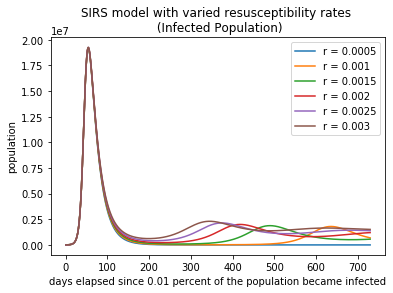 SIRS model with varied resusceptibility rates
(Infected Population)
1e7
2.00
1.75
1.50
1.25
1.00
0.75
0.50
0.25
0.00
population
r = 0.0005
r = 0.001
r = 0.0015
r = 0.002
r = 0.0025
r = 0.003
0 100 200 300 400 500 600 700
days elapsed since 0.01 percent of the population became infected